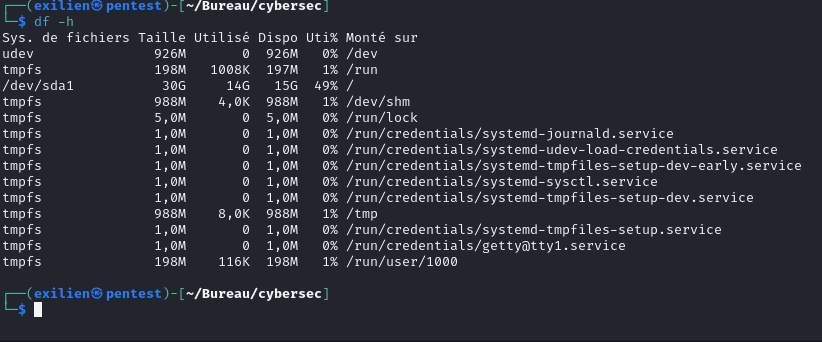 ┌──(exilien㉿pentest)-[~/Bureau/cybersec]
└─$ df -h
Sys. de fichiers Taille Utilisé Dispo Uti% Monté sur
udev               926M       0  926M   0% /dev
tmpfs              198M   1008K  197M   1% /run
/dev/sda1           30G     14G   15G  49% /
tmpfs              988M    4,0K  988M   1% /dev/shm
tmpfs              5,0M       0  5,0M   0% /run/lock
tmpfs              1,0M       0  1,0M   0% /run/credentials/systemd-journald.service
tmpfs              1,0M       0  1,0M   0% /run/credentials/systemd-udev-load-credentials.service
tmpfs              1,0M       0  1,0M   0% /run/credentials/systemd-tmpfiles-setup-dev-early.service
tmpfs              1,0M       0  1,0M   0% /run/credentials/systemd-sysctl.service
tmpfs              1,0M       0  1,0M   0% /run/credentials/systemd-tmpfiles-setup-dev.service
tmpfs              988M    8,0K  988M   1% /tmp
tmpfs              1,0M       0  1,0M   0% /run/credentials/systemd-tmpfiles-setup.service
tmpfs              1,0M       0  1,0M   0% /run/credentials/getty@tty1.service
tmpfs              198M    116K  198M   1% /run/user/1000
┌──(exilien㉿pentest)-[~/Bureau/cybersec]
└─$